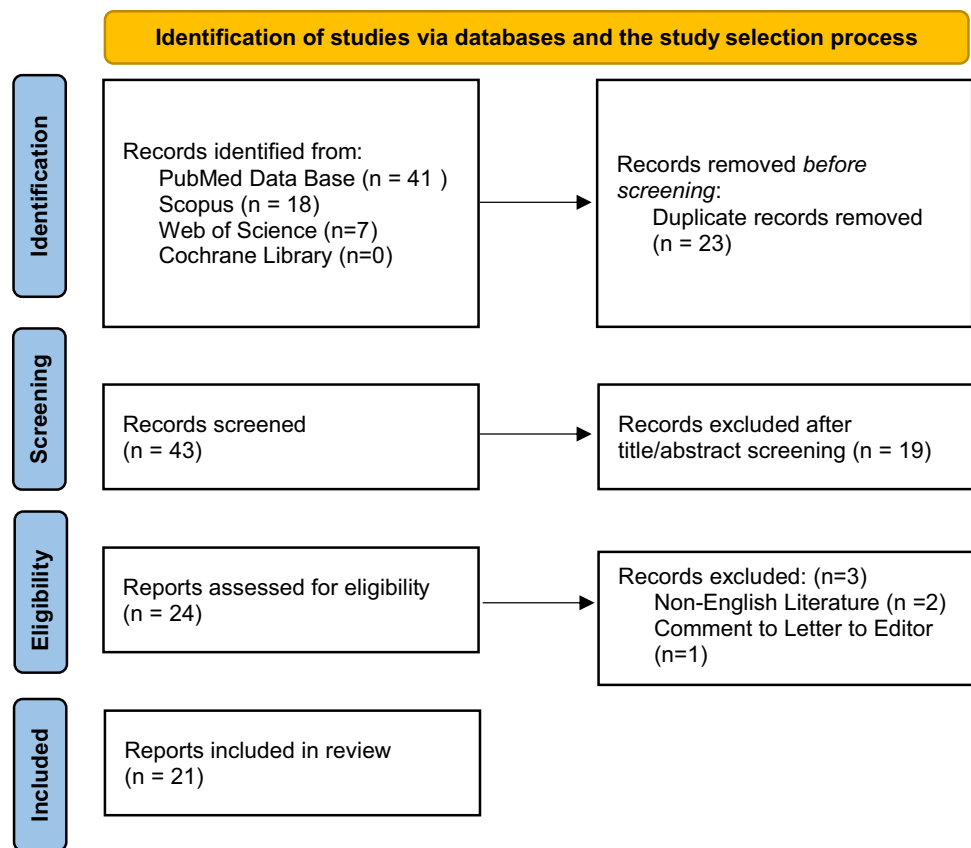 Identification of studies via databases and the study selection process
Identification
Records identified from:
PubMed Data Base (n = 41 )
Scopus (n = 18)
Web of Science (n=7)
Cochrane Library (n=0)
Records removed before
screening:
Duplicate records removed
(n = 23)
Screening
Records screened
(n = 43)
Records excluded after
title/abstract screening (n = 19)
Eligibility
Reports assessed for eligibility
(n = 24)
Records excluded: (n=3)
Non-English Literature (n =2)
Comment to Letter to Editor
(n=1)
Included
Reports included in review
(n = 21)